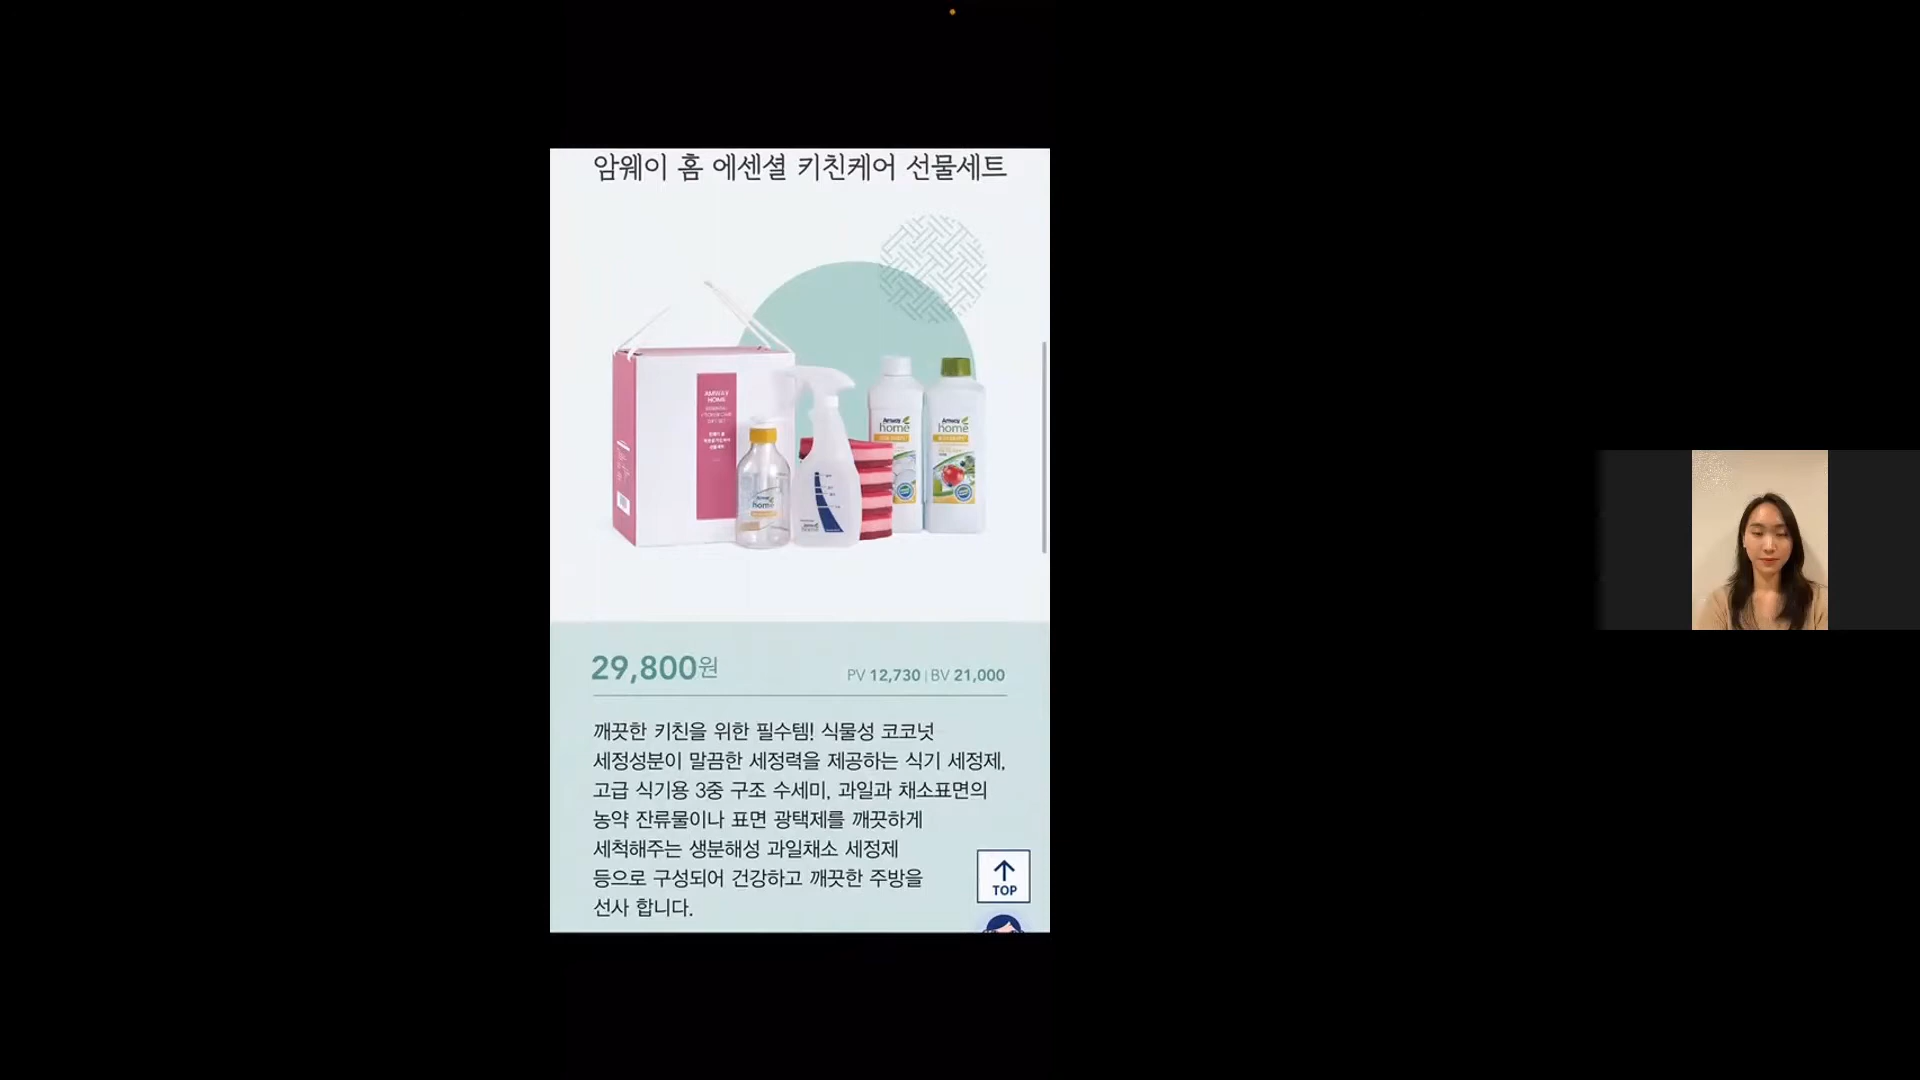 암웨이 홈 에센셜 키친케어 선물세트
AMWAY
HOME
Amway
home
Amway
home
home
29,800원
PV 12,730 | BV 21,000
깨끗한 키친을 위한 필수템! 식물성 코코넛
세정성분이 말끔한 세정력을 제공하는 식기 세정제,
고급 식기용 3중 구조 수세미, 과일과 채소표면의
농약 잔류물이나 표면 광택제를 깨끗하게
세척해주는 생분해성 과일채소 세정제
등으로 구성되어 건강하고 깨끗한 주방을
선사 합니다.
TOP